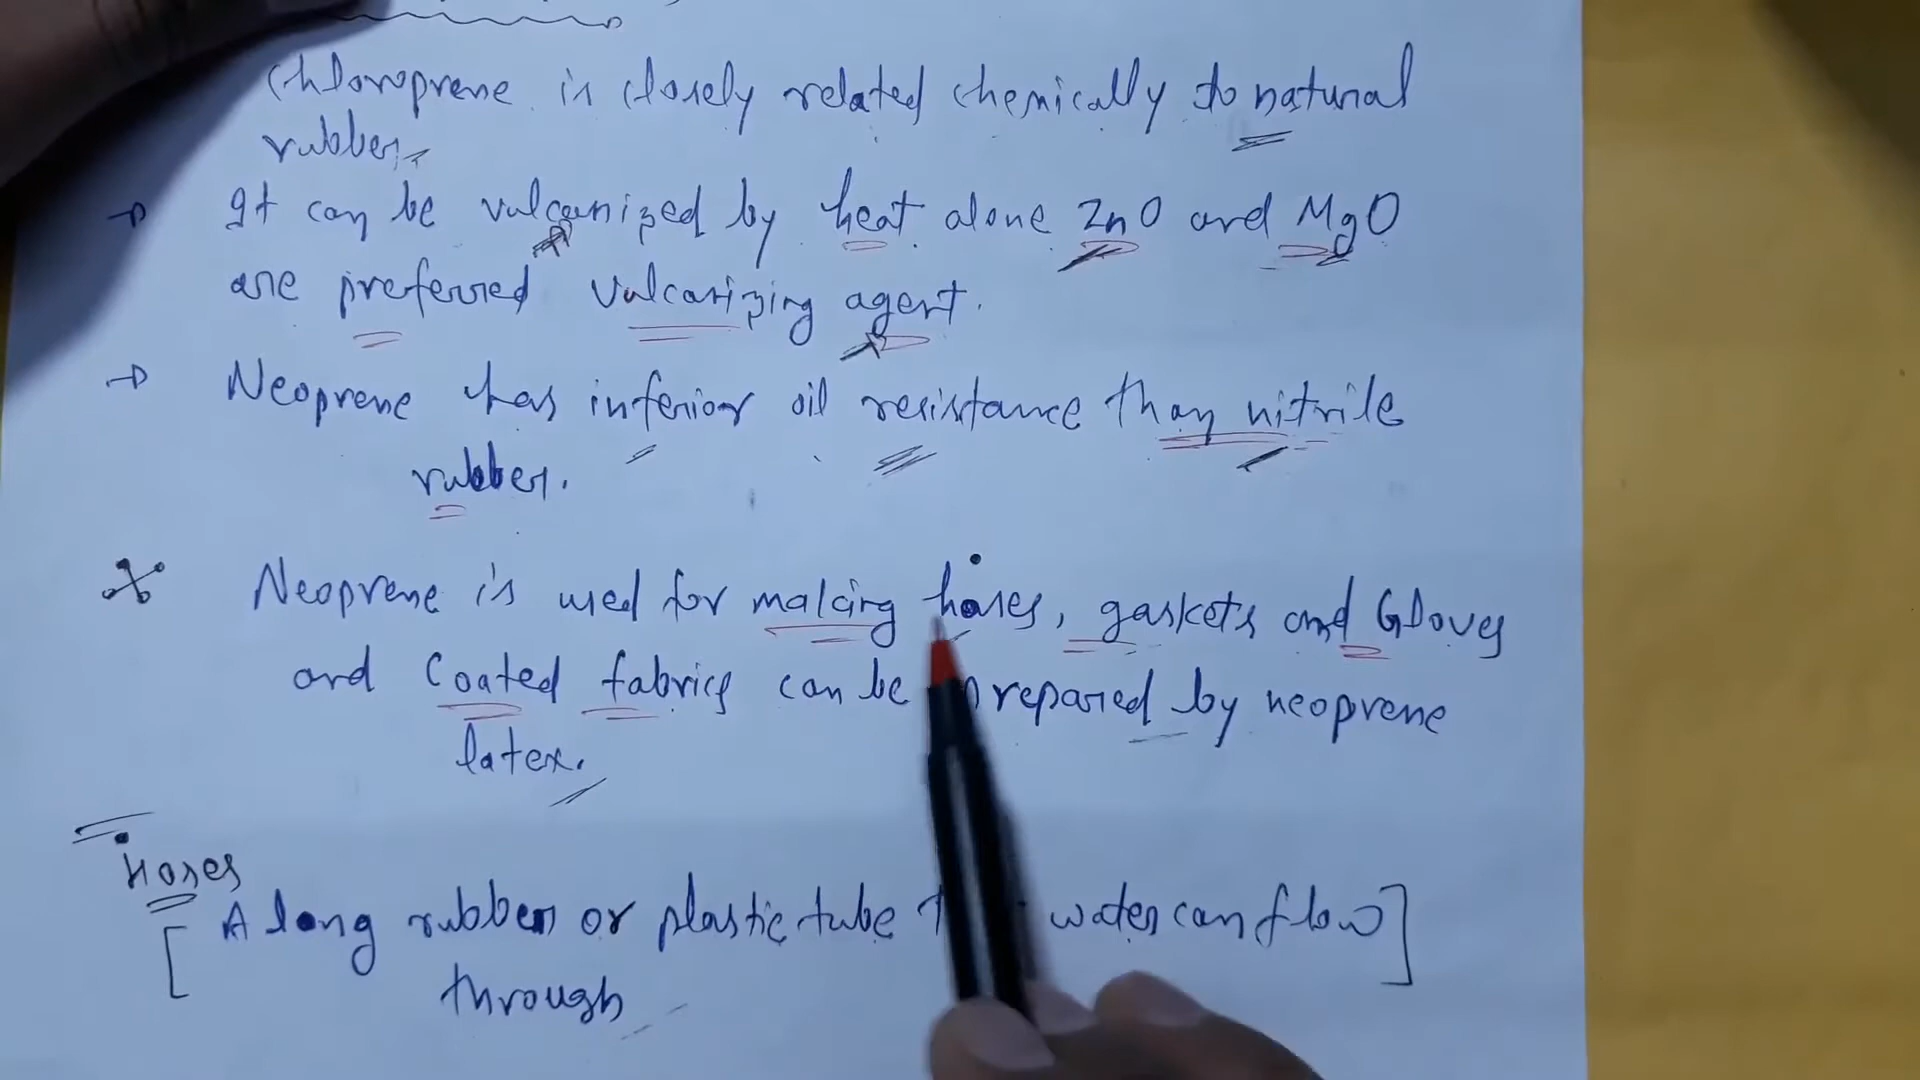 Chloroprene is closely related chemically to natural
rubber.
→ It can be vulcanized by heat alone ZnO and MgO
are preferred vulcanizing agent.
→ Neoprene has inferior oil resistance than nitrile
rubber.
Neoprene is used for making hoses, gaskets and Gloves
and coated fabrics can be prepared by neoprene
latex.
Hoses
[A long rubber or plastic tube water can flow]
through